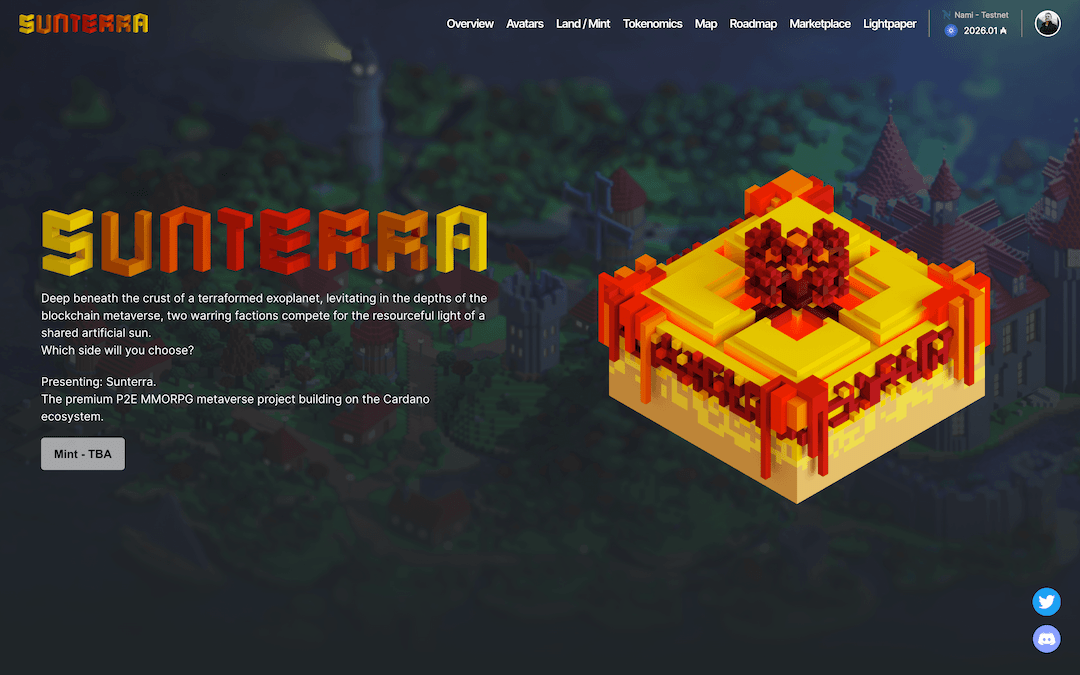 SUNTERRA
Overview
Avatars
Land / Mint
Tokenomics
Map
Roadmap
Marketplace
Lightpaper
Nami - Testnet
2026.01
SUNTERRA
Deep beneath the crust of a terraformed exoplanet, levitating in the depths of the
blockchain metaverse, two warring factions compete for the resourceful light of a
shared artificial sun.
Which side will you choose?
Presenting: Sunterra.
The premium P2E MMORPG metaverse project building on the Cardano
ecosystem.
Mint - TBA